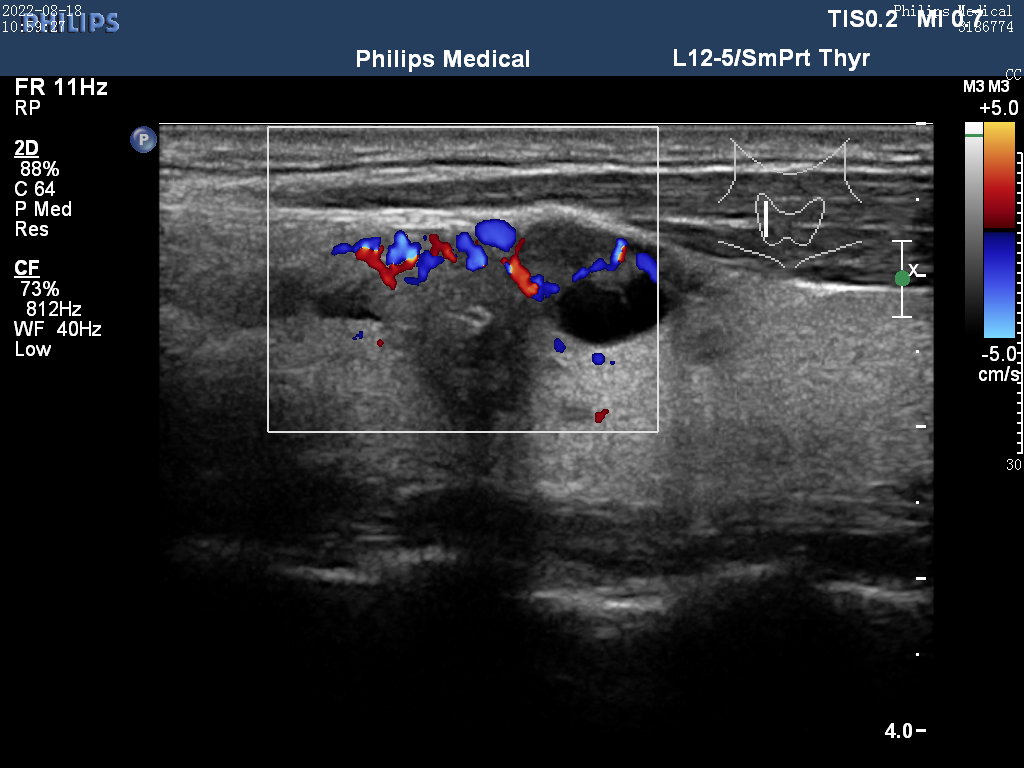 2022-08-18
10:59:27
PHILIPS
TIS0.2 MI 0.7
Philips Medical
Philips Medical
L12-5/SmPrt Thyr
CC
FR 11Hz
RP
M3 M3
+5.0
P
2D
88%
C 64
P Med
Res
CF
73%
812Hz
WF 40Hz
Low
X
-5.0
cm/s
30
4.0